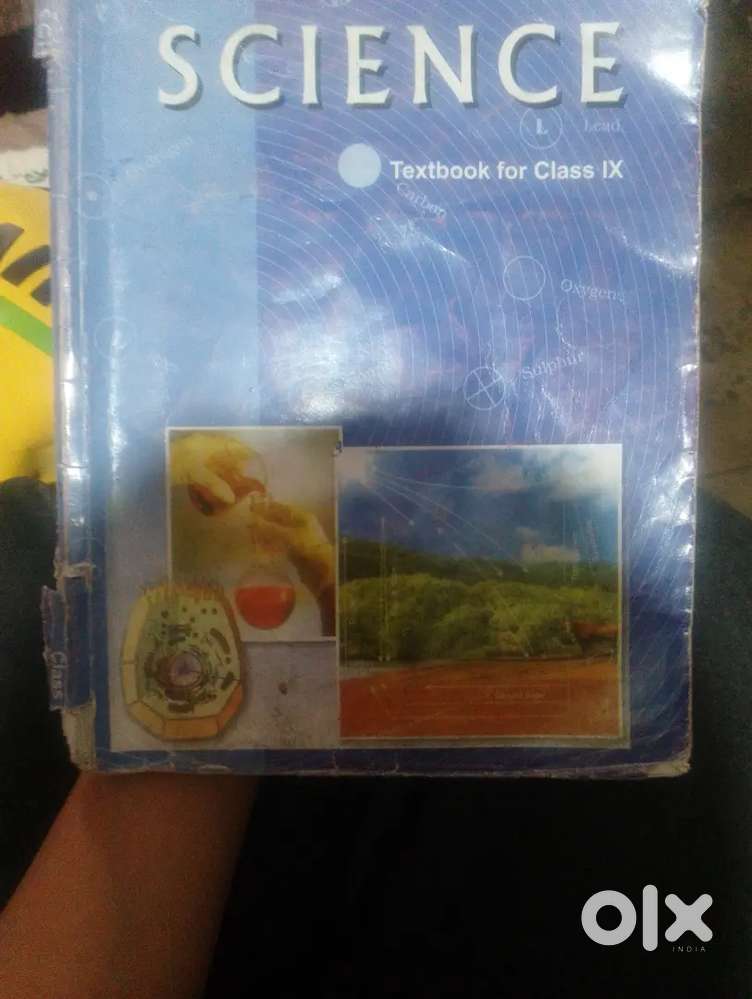 SCIENCE
L Lead
Textbook for Class IX
Carbon
Oxygen
Sulphur
Class
olx
INDIA